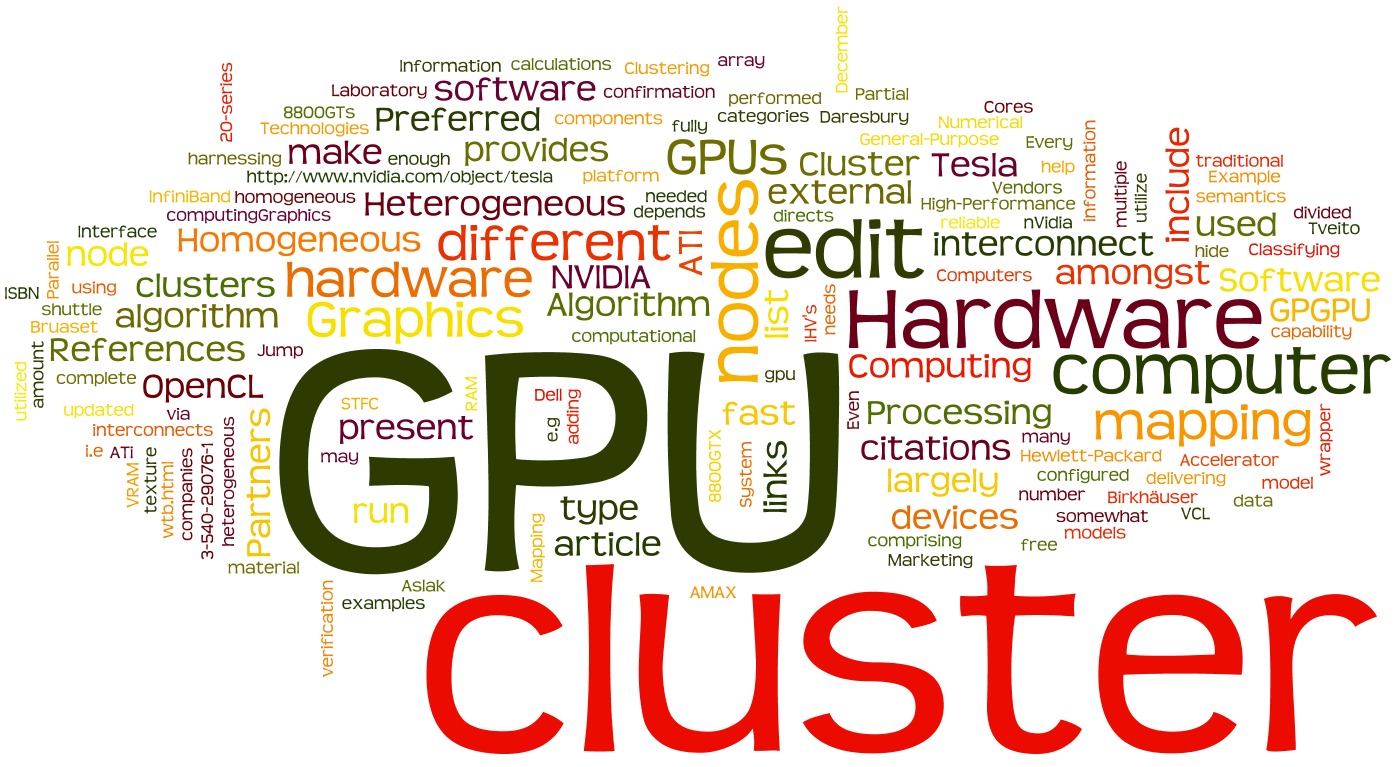 December
Information calculations Clustering array
20-series
Laboratory software confirmation performed Partial
8800GTs Preferred components fully categories Daresbury Cores
Technologies General-Purpose Numerical Every
harnessing make enough provides GPUs Cluster Tesla help information multiple utilize include traditional
http://www.nvidia.com/object/tesla platform Example
InfiniBand homogeneous Heterogeneous needed nodes external Vendors semantics
computingGraphics depends directs High-Performance
reliable nVidia used divided
Interface Homogeneous different ATI edit interconnect hide Tveito
Parallel node Classifying
ISBN using clusters hardware NVIDIA Computers amongst Software
shuttle algorithm Graphics Algorithm list IHV's needs Hardware GPGPU
Bruaset computational capability
utilized amount References Jump GPU gpu Computing computer
complete OpenCL STFC RAM Dell
updated via present e.g adding fast Even Processing mapping wrapper
interconnects
i.e ATi Partners may 8800GTX System links citations many Hewlett-Packard Accelerator
VRAM texture wtb.html companies 3-540-29076-1 heterogeneous largely configured delivering model
run type number Birkhäuser data
devices somewhat VCL
Mapping article comprising free models
material Marketing
verification Aslak AMAX
examples
cluster